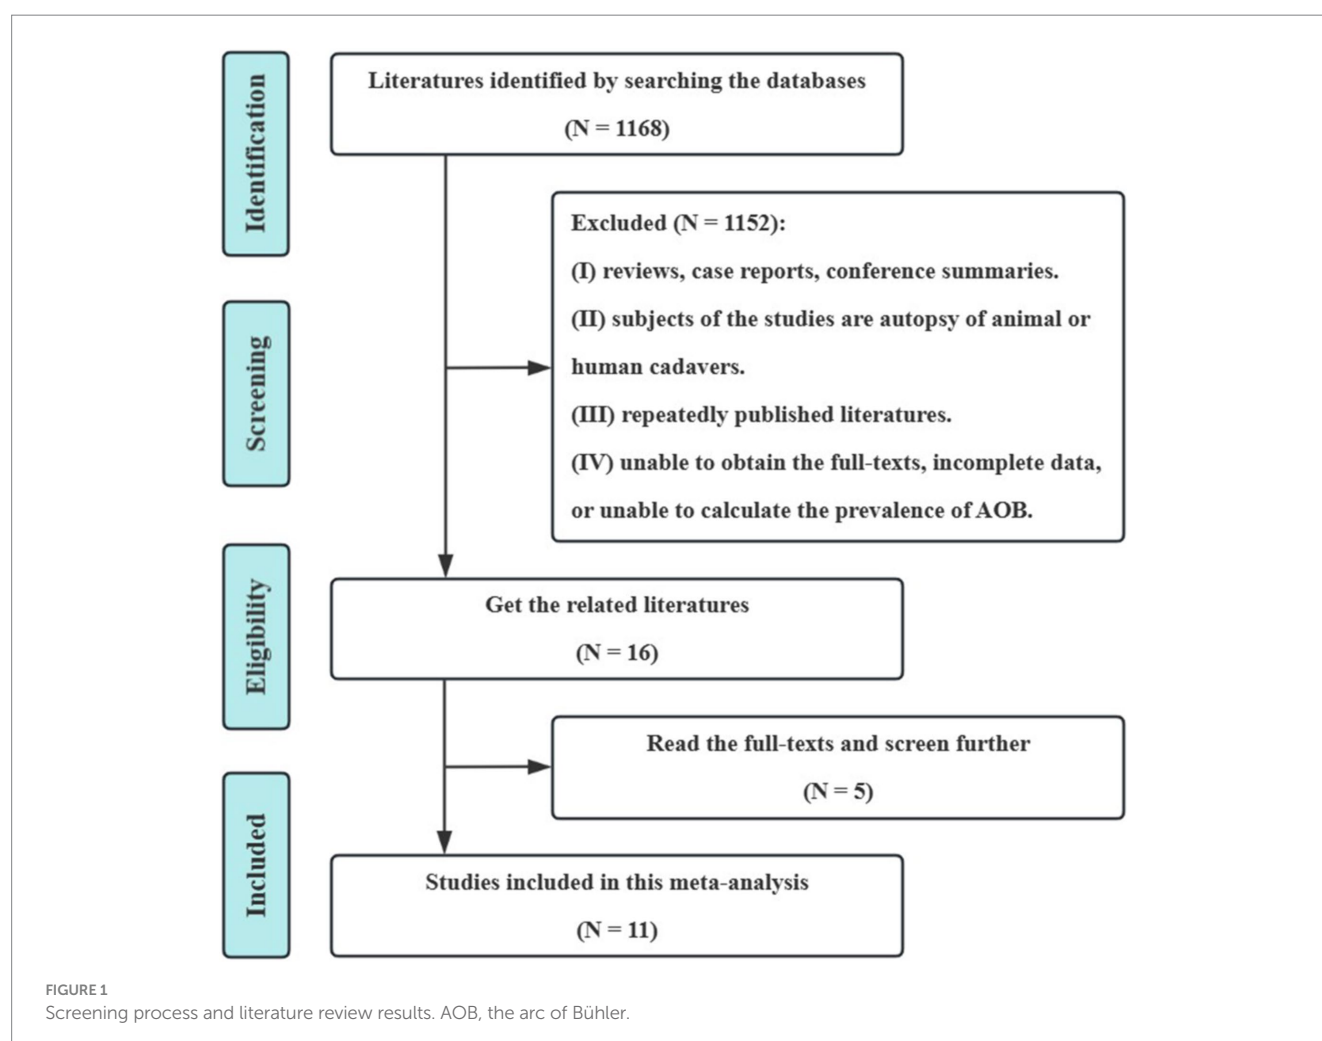 Identification
Literatures identified by searching the databases
(N = 1168)
Excluded (N = 1152):
(I) reviews, case reports, conference summaries.
(II) subjects of the studies are autopsy of animal or
human cadavers.
(III) repeatedly published literatures.
(IV) unable to obtain the full-texts, incomplete data,
or unable to calculate the prevalence of AOB.
Screening
Eligibility
Get the related literatures
(N = 16)
Read the full-texts and screen further
(N = 5)
Included
Studies included in this meta-analysis
(N = 11)
FIGURE 1
Screening process and literature review results. AOB, the arc of Bühler.